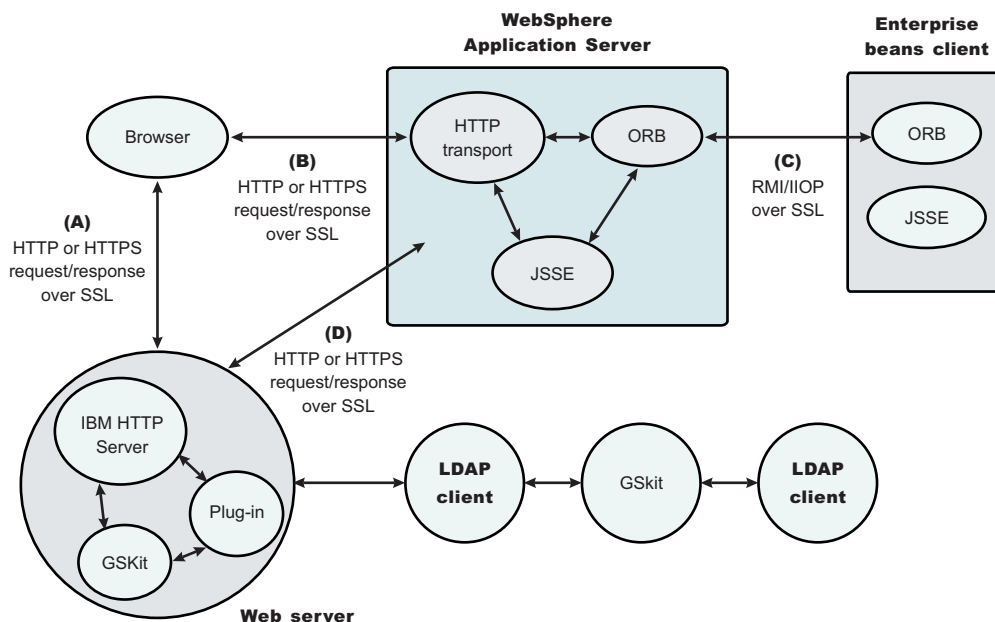 WebSphere
Application Server
Enterprise
beans client
Browser
HTTP
transport
ORB
ORB
(B)
HTTP or HTTPS
request/response
over SSL
(C)
RMI/IIOP
over SSL
JSSE
(A)
HTTP or HTTPS
request/response
over SSL
JSSE
(D)
HTTP or HTTPS
request/response
over SSL
IBM HTTP
Server
Plug-in
GSKit
LDAP
client
GSkit
LDAP
client
Web server